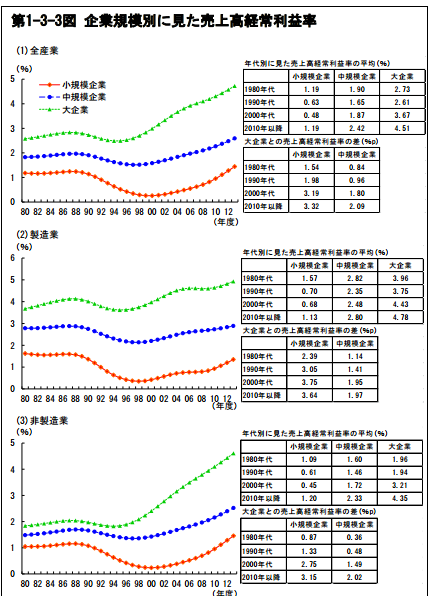 第1-3-3図 企業規模別に見た売上高経常利益率
(1) 全産業
(%)
5
4
3
2
1
0
小規模企業
中規模企業
大企業
80 82 84 86 88 90 92 94 96 98 00 02 04 06 08 10 12
(年度)
年代別に見た売上高経常利益率の平均(%)
小規模企業 中規模企業 大企業
1980年代 1.19 1.90 2.73
1990年代 0.63 1.65 2.61
2000年代 0.48 1.87 3.67
2010年以降 1.19 2.42 4.51
大企業との売上高経常利益率の差(%p)
小規模企業 中規模企業
1980年代 1.54 0.84
1990年代 1.98 0.96
2000年代 3.19 1.80
2010年以降 3.32 2.09
(2) 製造業
(%)
6
5
4
3
2
1
0
80 82 84 86 88 90 92 94 96 98 00 02 04 06 08 10 12
(年度)
年代別に見た売上高経常利益率の平均(%)
小規模企業 中規模企業 大企業
1980年代 1.57 2.82 3.96
1990年代 0.70 2.35 3.75
2000年代 0.68 2.48 4.43
2010年以降 1.13 2.80 4.78
大企業との売上高経常利益率の差(%p)
小規模企業 中規模企業
1980年代 2.39 1.14
1990年代 3.05 1.41
2000年代 3.75 1.95
2010年以降 3.64 1.97
(3) 非製造業
(%)
5
4
3
2
1
0
80 82 84 86 88 90 92 94 96 98 00 02 04 06 08 10 12
(年度)
年代別に見た売上高経常利益率の平均(%)
小規模企業 中規模企業 大企業
1980年代 1.09 1.60 1.96
1990年代 0.61 1.46 1.94
2000年代 0.45 1.72 3.21
2010年以降 1.20 2.33 4.35
大企業との売上高経常利益率の差(%p)
小規模企業 中規模企業
1980年代 0.87 0.36
1990年代 1.33 0.48
2000年代 2.75 1.49
2010年以降 3.15 2.02